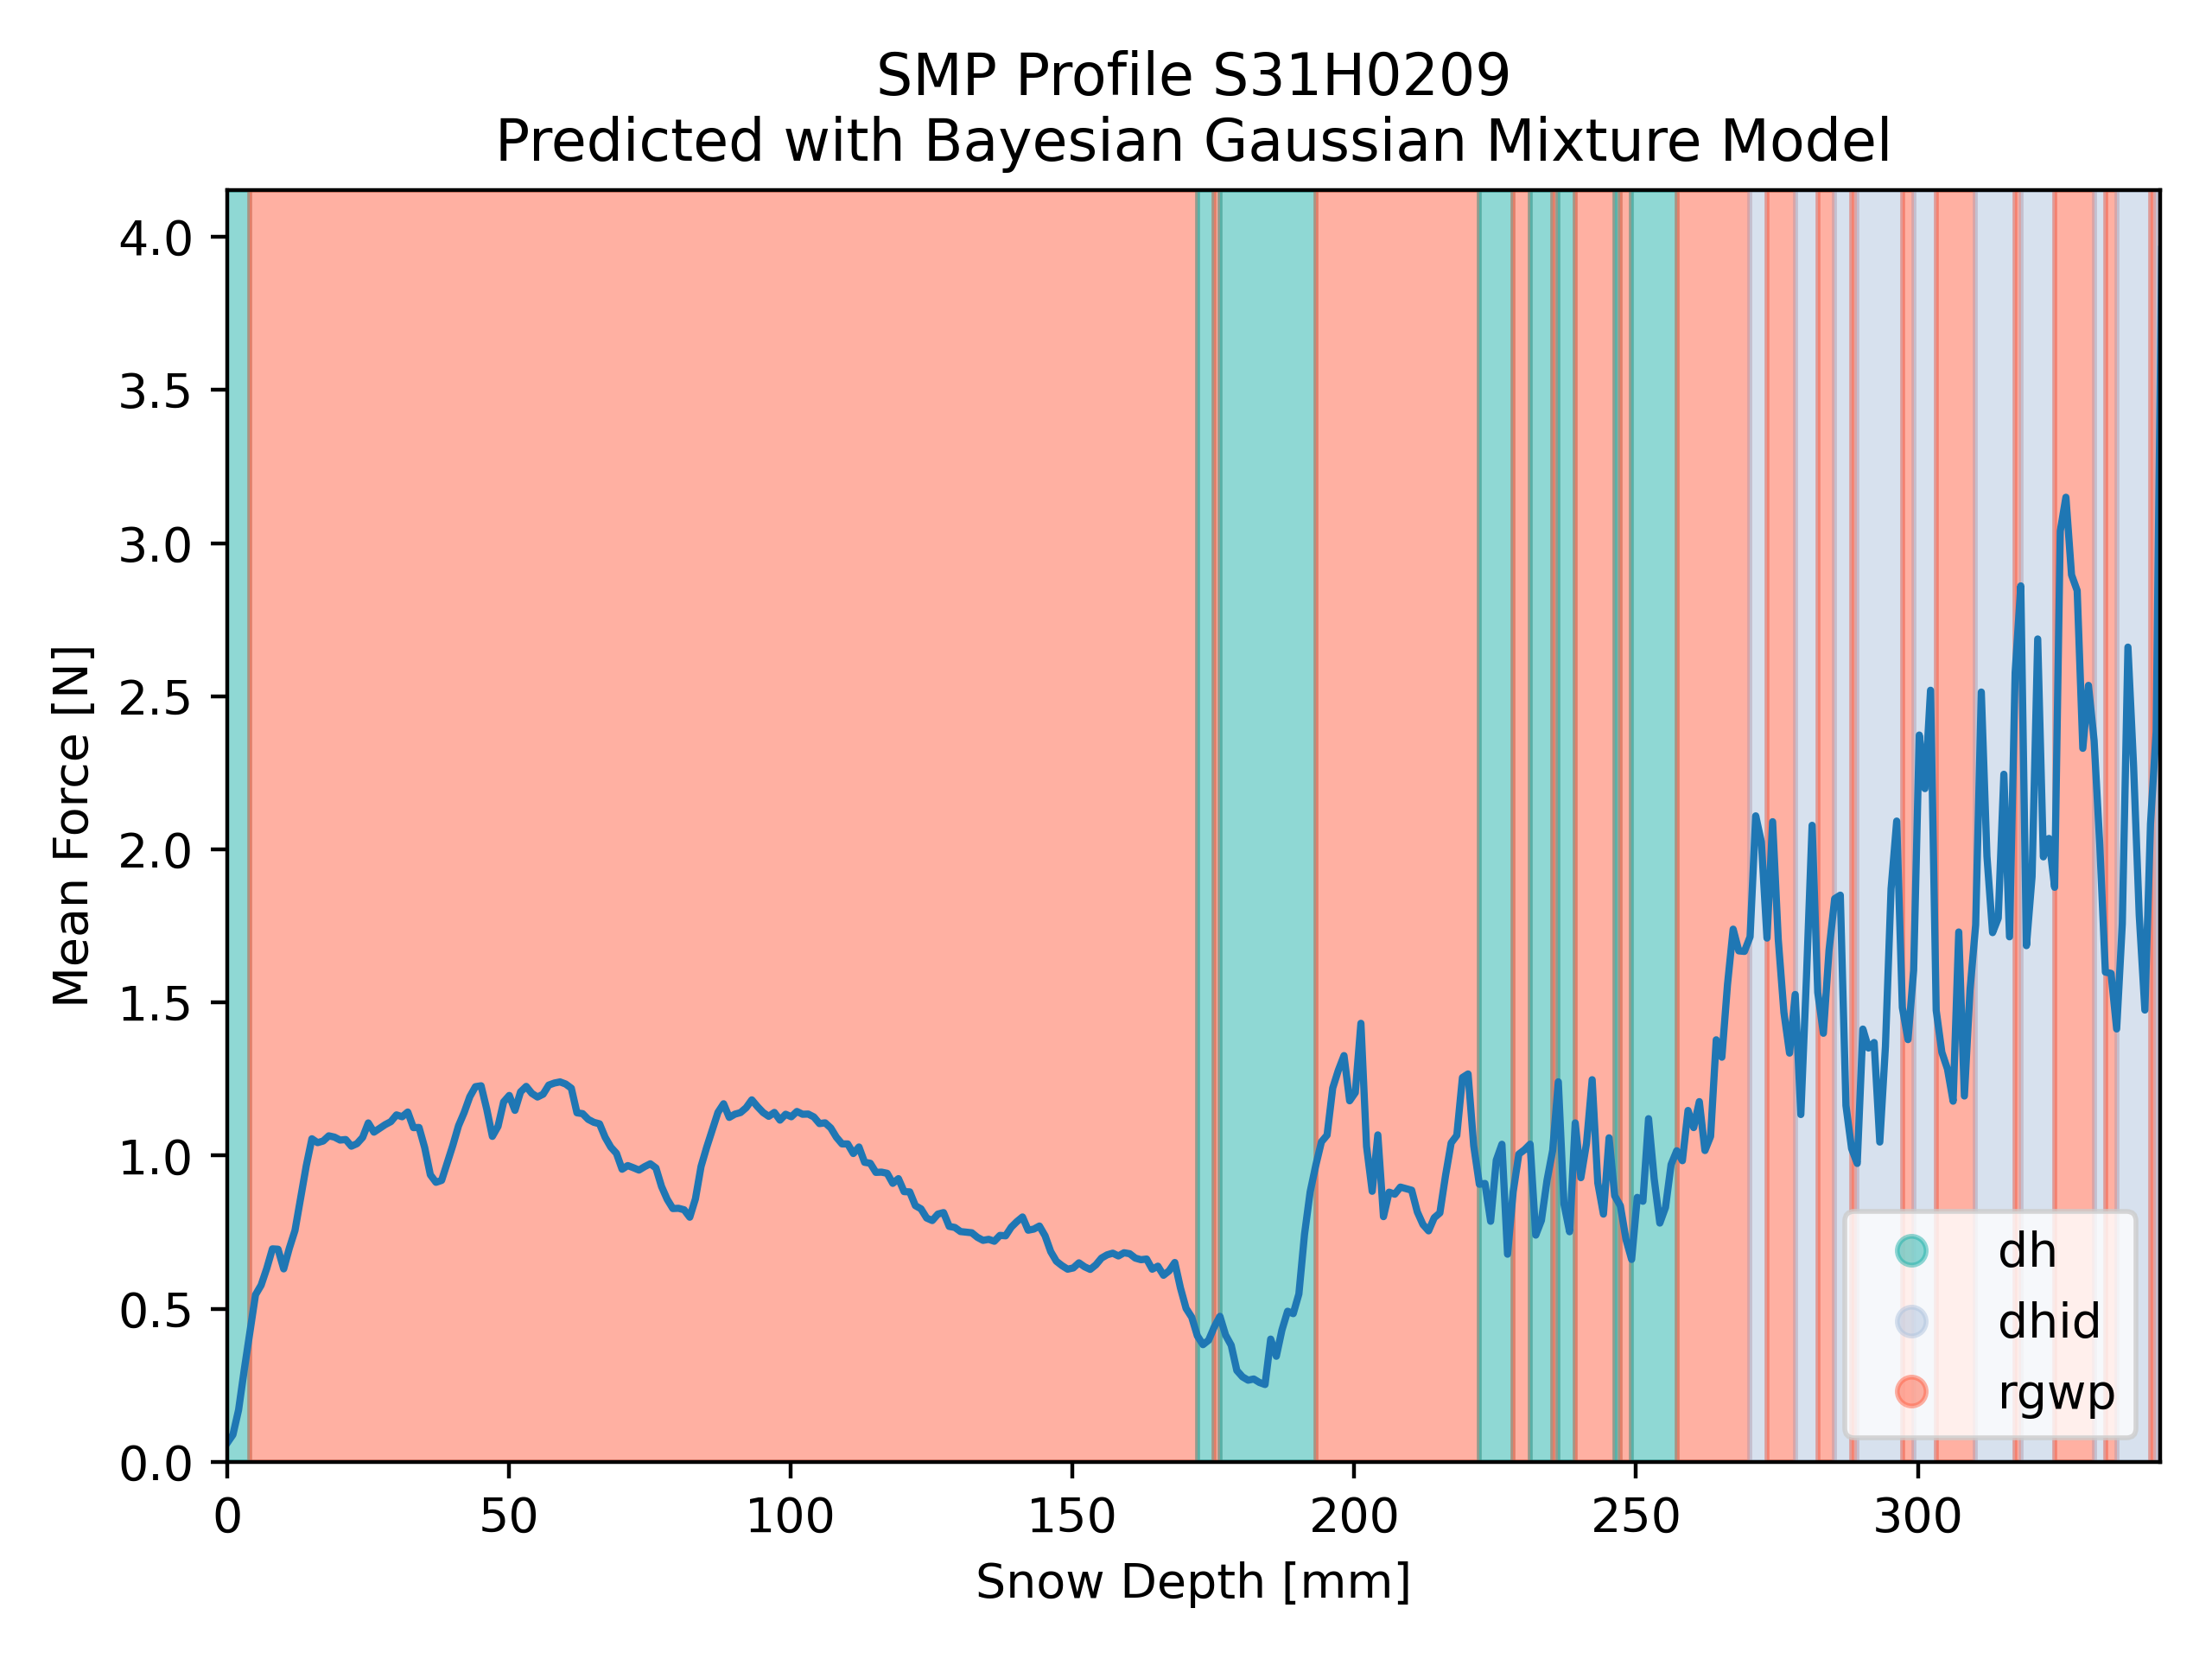 SMP Profile S31H0209
Predicted with Bayesian Gaussian Mixture Model
Mean Force [N]
4.0
3.5
3.0
2.5
2.0
1.5
1.0
0.5
0.0
dh
dhid
rgwp
0 50 100 150 200 250 300
Snow Depth [mm]